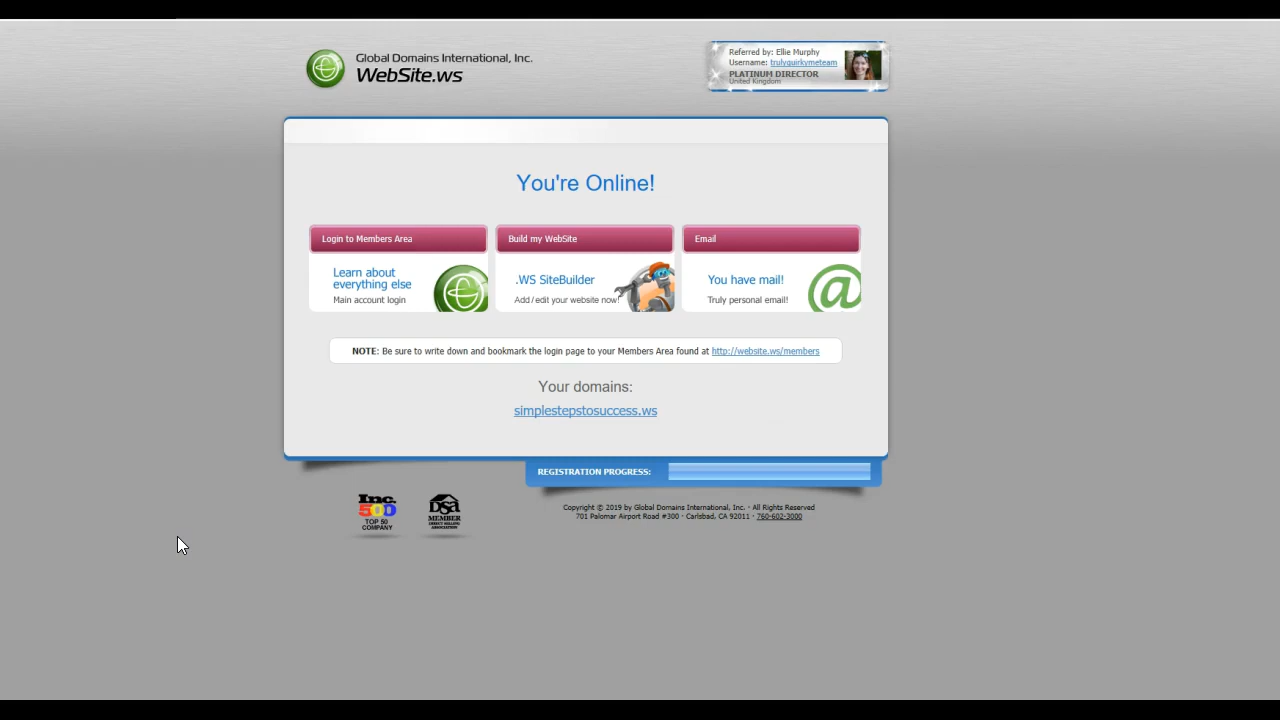 Global Domains International, Inc.
WebSite.ws
Referred by: Ellie Murphy
Username: trulyquirkymeteam
PLATINUM DIRECTOR
United Kingdom
You're Online!
Login to Members Area
Learn about
everything else
Main account login
Build my WebSite
.WS SiteBuilder
Add / edit your website now!
Email
You have mail!
Truly personal email!
@
NOTE: Be sure to write down and bookmark the login page to your Members Area found at http://website.ws/members
Your domains:
simplestepstosuccess.ws
REGISTRATION PROGRESS:
Inc.
500
TOP 50
COMPANY
DSA
MEMBER
DIRECT SELLING
ASSOCIATION
Copyright © 2019 by Global Domains International, Inc. · All Rights Reserved
701 Palomar Airport Road #300 · Carlsbad, CA 92011 · 760-602-3000